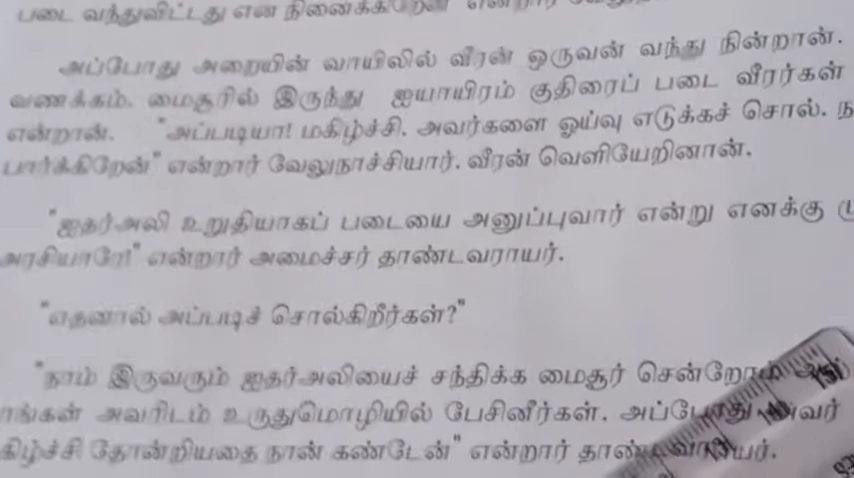 படை வந்துவிட்டது என நினைக்கிறேன்" என்றார்
அப்போது அறையின் வாயிலில் வீரன் ஒருவன் வந்து நின்றான்.
வணக்கம். மைசூரில் இருந்து ஐயாயிரம் குதிரைப் படை வீரர்கள்
என்றான். "அப்படியா! மகிழ்ச்சி. அவர்களை ஓய்வு எடுக்கச் சொல். ந
பார்க்கிறேன்" என்றார் வேலுநாச்சியார். வீரன் வெளியேறினான்.
"ஐதர்அலி உறுதியாகப் படையை அனுப்புவார் என்று எனக்கு
அரசியாரே!" என்றார் அமைச்சர் தாண்டவராயர்.
"எதனால் அப்படிச் சொல்கிறீர்கள்?"
"நாம் இருவரும் ஐதர்அலியைச் சந்திக்க மைசூர் சென்றோம்
ாங்கள் அவரிடம் உருதுமொழியில் பேசினீர்கள். அப்போது அவர்
கிழ்ச்சி தோன்றியதை நான் கண்டேன்" என்றார் தாண்டவராயர்.
15